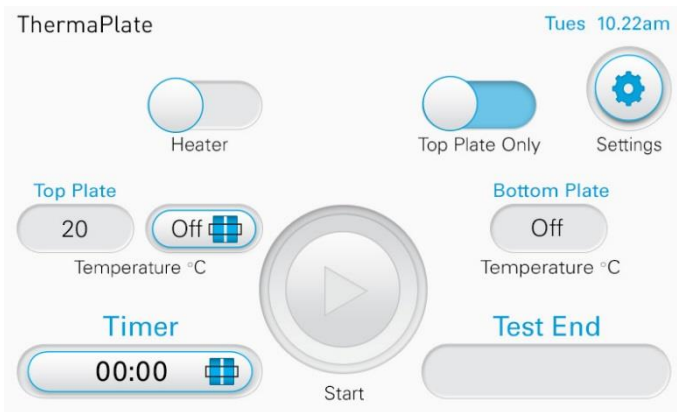 ThermaPlate
Tues 10.22am
Heater
Top Plate Only
Settings
Top Plate
Bottom Plate
20
Off
Off
Temperature °C
Temperature °C
Timer
Test End
00:00
Start